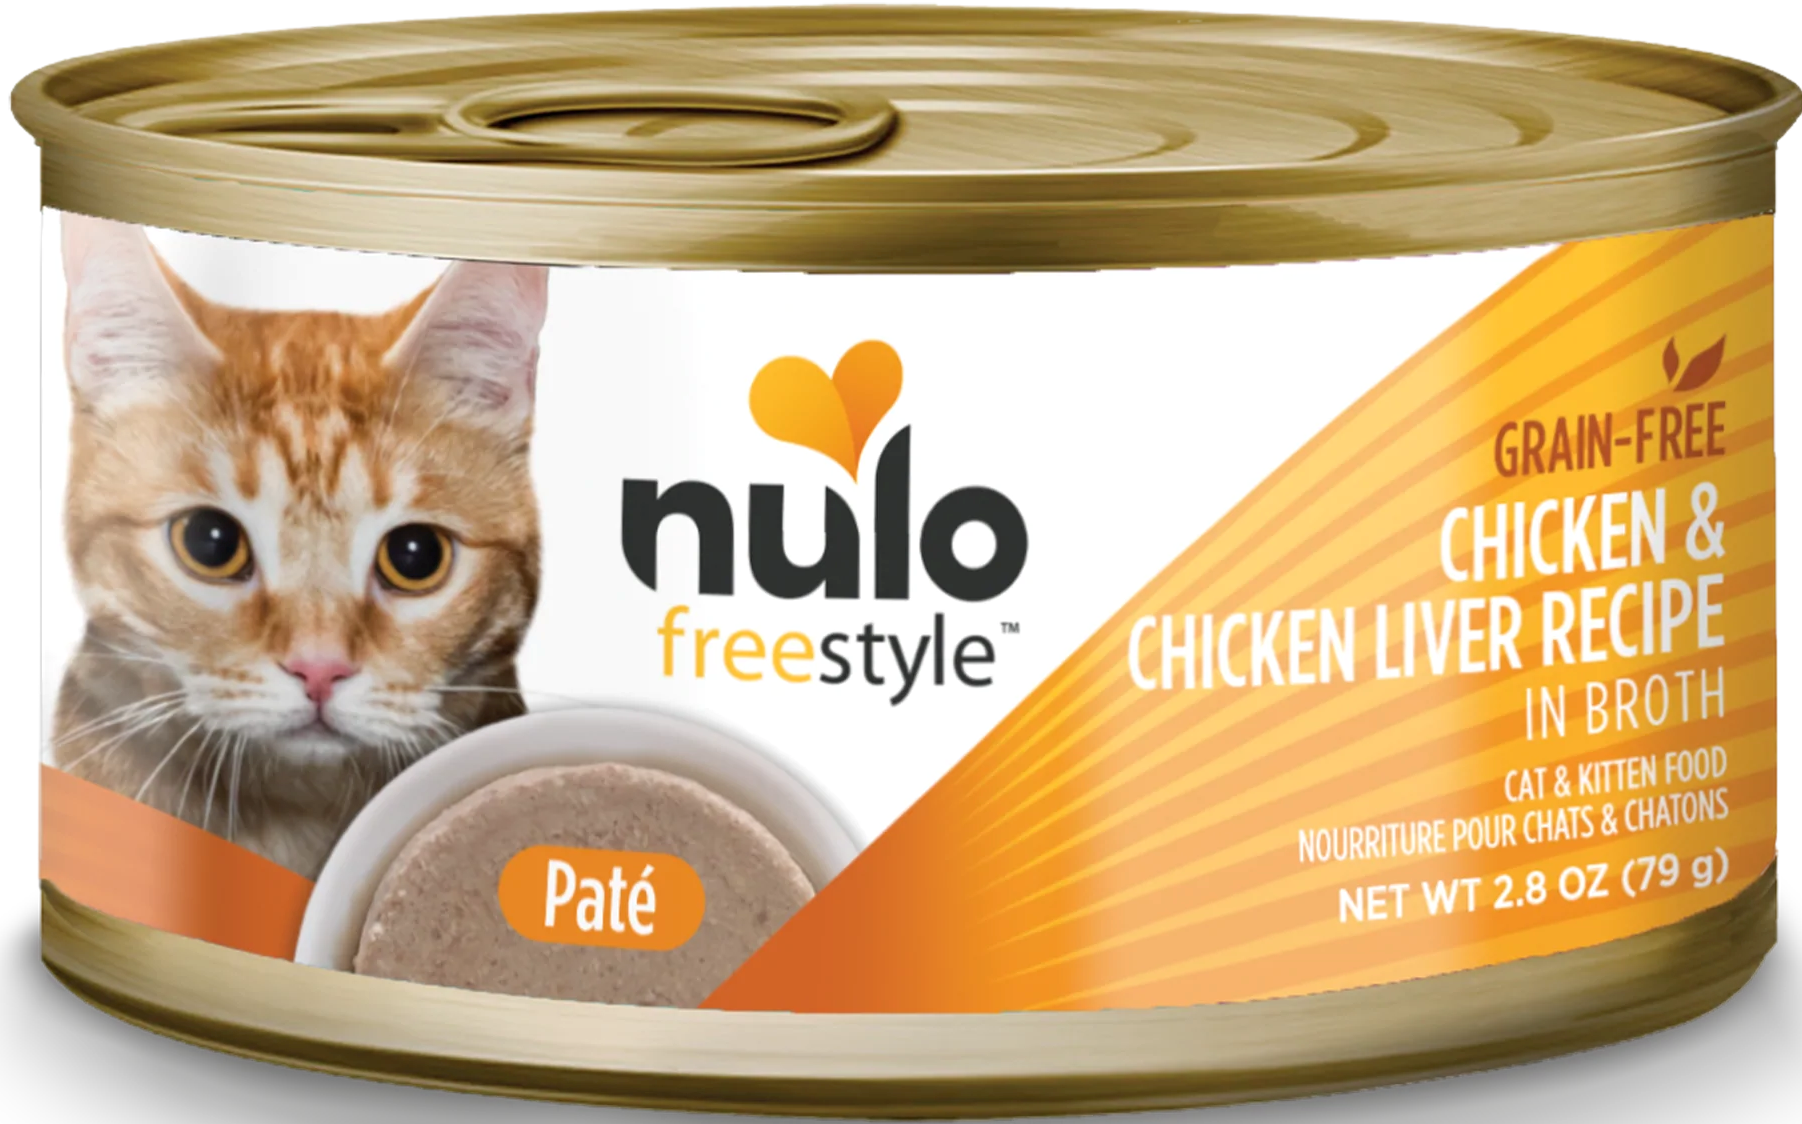 nulo
freestyle™
Paté
GRAIN-FREE
CHICKEN &
CHICKEN LIVER RECIPE
IN BROTH
CAT & KITTEN FOOD
NOURRITURE POUR CHATS & CHATONS
NET WT 2.8 OZ (79 g)